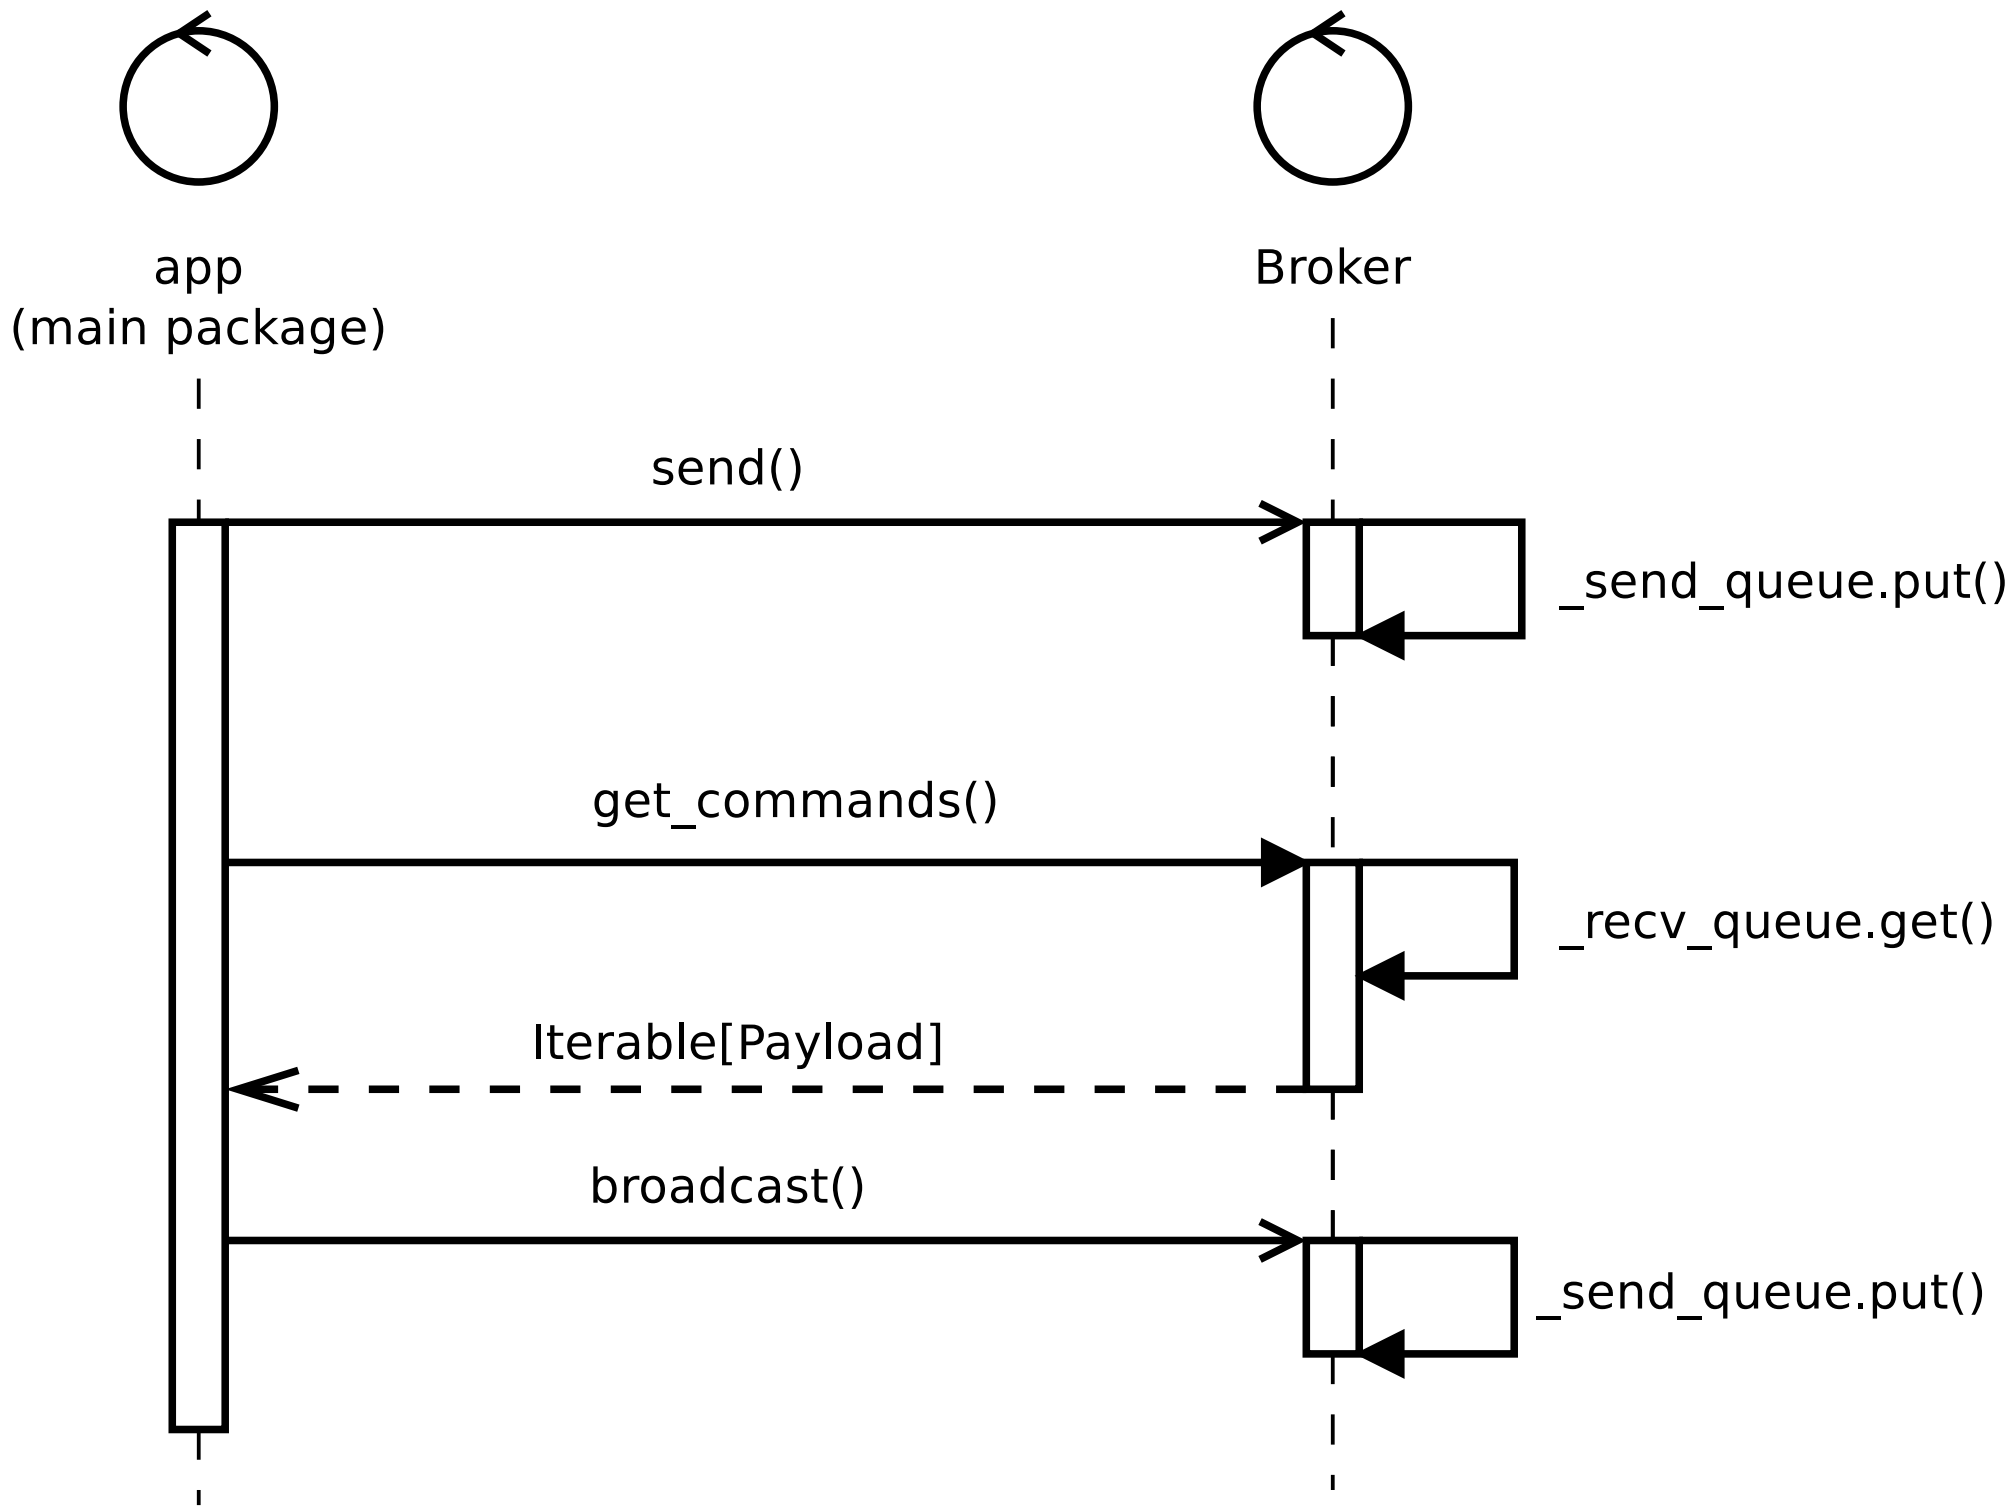 app
(main package)
Broker
send()
_send_queue.put()
get_commands()
_recv_queue.get()
Iterable[Payload]
broadcast()
_send_queue.put()